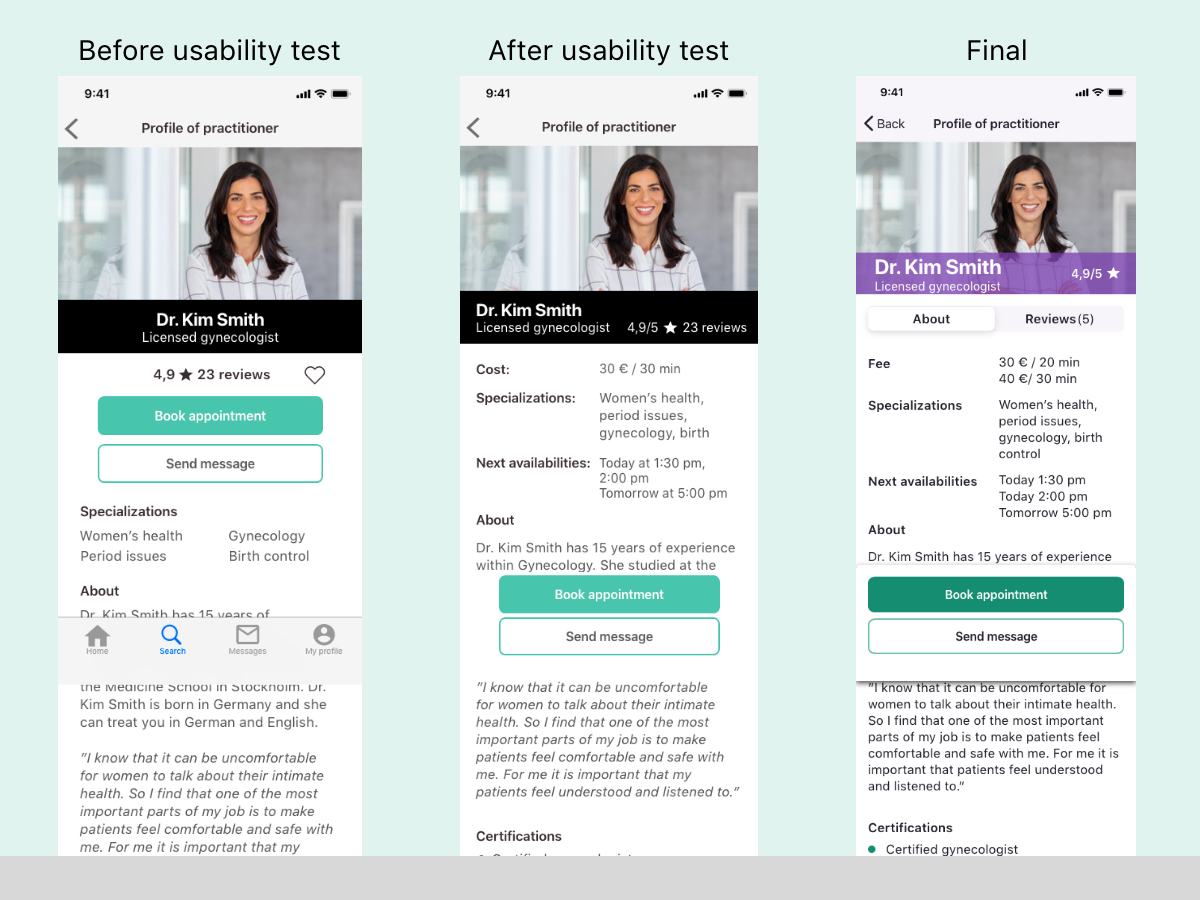 Before usability test
9:41
Profile of practitioner
Dr. Kim Smith
Licensed gynecologist
4,9 ★ 23 reviews
Book appointment
Send message
Specializations
Women’s health
Gynecology
Period issues
Birth control
About
Dr. Kim Smith has 15 years of
Home
Search
Messages
My profile
the Medicine School in Stockholm. Dr.
Kim Smith is born in Germany and she
can treat you in German and English.
”I know that it can be uncomfortable
for women to talk about their intimate
health. So I find that one of the most
important parts of my job is to make
patients feel comfortable and safe with
me. For me it is important that my
After usability test
9:41
Profile of practitioner
Dr. Kim Smith
Licensed gynecologist
4,9/5 ★ 23 reviews
Cost:
30 € / 30 min
Specializations:
Women’s health,
period issues,
gynecology, birth
Next availabilities:
Today at 1:30 pm,
2:00 pm
Tomorrow at 5:00 pm
About
Dr. Kim Smith has 15 years of experience
within Gynecology. She studied at the
Book appointment
Send message
”I know that it can be uncomfortable
for women to talk about their intimate
health. So I find that one of the most
important parts of my job is to make
patients feel comfortable and safe with
me. For me it is important that my
patients feel understood and listened to.”
Certifications
Final
9:41
Back
Profile of practitioner
Dr. Kim Smith
Licensed gynecologist
4,9/5 ★
About
Reviews(5)
Fee
30 € / 20 min
40 €/ 30 min
Specializations
Women’s health,
period issues,
gynecology, birth
control
Next availabilities
Today 1:30 pm
Today 2:00 pm
Tomorrow 5:00 pm
About
Dr. Kim Smith has 15 years of experience
Book appointment
Send message
”I know that it can be uncomfortable for
women to talk about their intimate health.
So I find that one of the most important
parts of my job is to make patients feel
comfortable and safe with me. For me it is
important that patients feel understood
and listened to.”
Certifications
Certified gynecologist